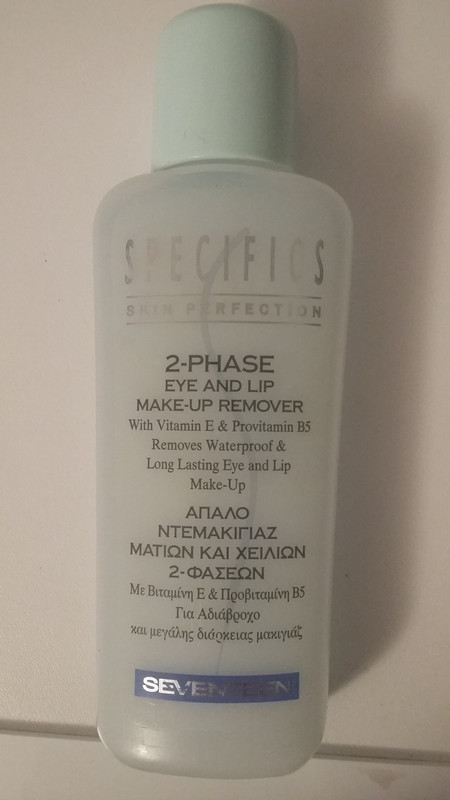 SPECIFICS
SKIN PERFECTION
2-PHASE
EYE AND LIP
MAKE-UP REMOVER
With Vitamin E & Provitamin B5
Removes Waterproof &
Long Lasting Eye and Lip
Make-Up
ΑΠΑΛΟ
ΝΤΕΜΑΚΙΓΙΑΖ
ΜΑΤΙΩΝ ΚΑΙ ΧΕΙΛΙΩΝ
2-ΦΑΣΕΩΝ
Με Βιταμίνη Ε & Προβιταμίνη Β5
Για Αδιάβροχο
και μεγάλης διάρκειας μακιγιάζ
SEVENTEEN